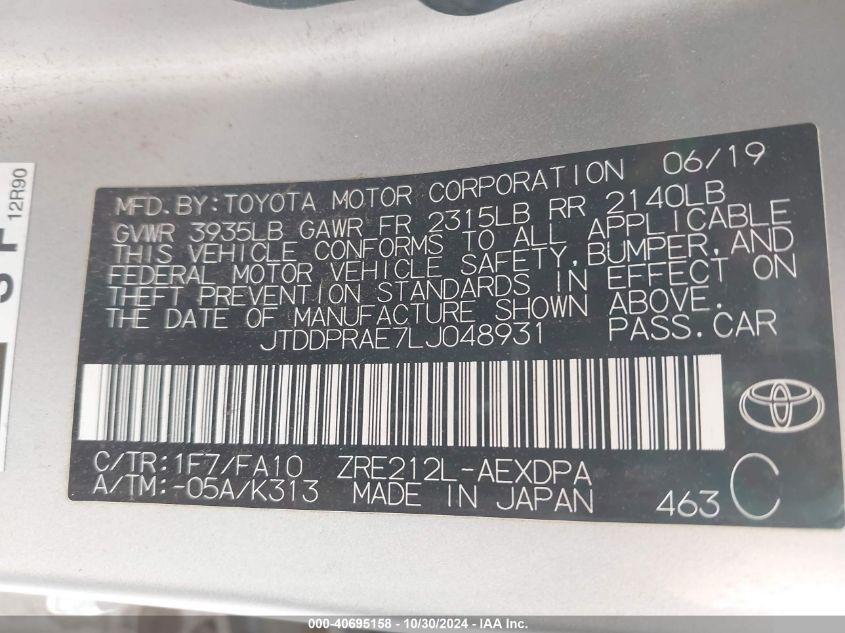 12R90
MFD.BY:TOYOTA MOTOR CORPORATION 06/19
GVWR 3935LB GAWR FR 2315LB RR 2140LB
THIS VEHICLE CONFORMS TO ALL APPLICABLE
FEDERAL MOTOR VEHICLE SAFETY,BUMPER,AND
THEFT PREVENTION STANDARDS IN EFFECT ON
THE DATE OF MANUFACTURE SHOWN ABOVE.
JTDDPRAE7LJ048931 PASS.CAR
C/TR:1F7/FA10 ZRE212L-AEXDPA
A/TM:-05A/K313 MADE IN JAPAN 463 C
000-40695158 - 10/30/2024 - IAA Inc.